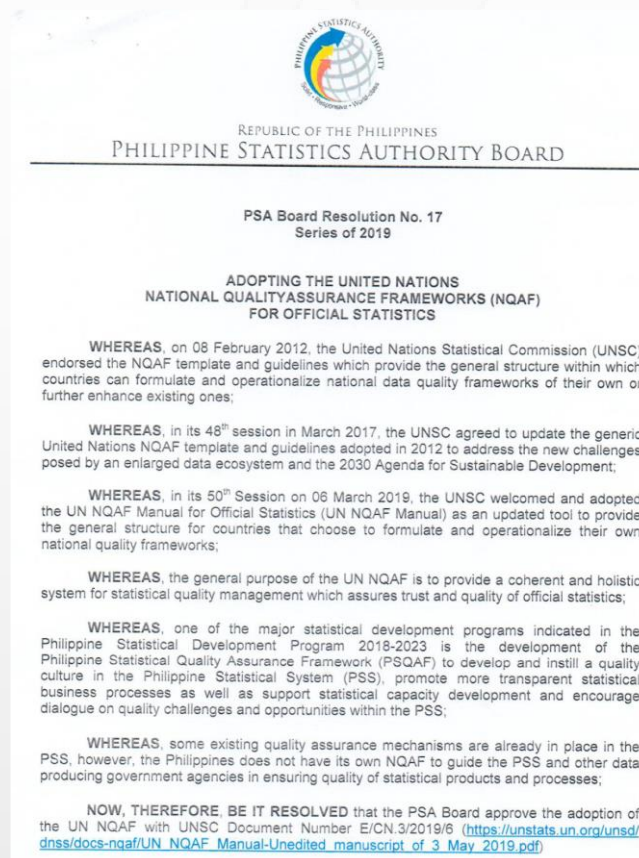 PHILIPPINE STATISTICS AUTHORITY
Solid • Responsive • World-class
REPUBLIC OF THE PHILIPPINES
PHILIPPINE STATISTICS AUTHORITY BOARD
PSA Board Resolution No. 17
Series of 2019
ADOPTING THE UNITED NATIONS
NATIONAL QUALITYASSURANCE FRAMEWORKS (NQAF)
FOR OFFICIAL STATISTICS
WHEREAS, on 08 February 2012, the United Nations Statistical Commission (UNSC)
endorsed the NQAF template and guidelines which provide the general structure within which
countries can formulate and operationalize national data quality frameworks of their own or
further enhance existing ones;
WHEREAS, in its 48th session in March 2017, the UNSC agreed to update the generic
United Nations NQAF template and guidelines adopted in 2012 to address the new challenges
posed by an enlarged data ecosystem and the 2030 Agenda for Sustainable Development;
WHEREAS, in its 50th Session on 06 March 2019, the UNSC welcomed and adopted
the UN NQAF Manual for Official Statistics (UN NQAF Manual) as an updated tool to provide
the general structure for countries that choose to formulate and operationalize their own
national quality frameworks;
WHEREAS, the general purpose of the UN NQAF is to provide a coherent and holistic
system for statistical quality management which assures trust and quality of official statistics;
WHEREAS, one of the major statistical development programs indicated in the
Philippine Statistical Development Program 2018-2023 is the development of the
Philippine Statistical Quality Assurance Framework (PSQAF) to develop and instill a quality
culture in the Philippine Statistical System (PSS), promote more transparent statistical
business processes as well as support statistical capacity development and encourage
dialogue on quality challenges and opportunities within the PSS;
WHEREAS, some existing quality assurance mechanisms are already in place in the
PSS, however, the Philippines does not have its own NQAF to guide the PSS and other data
producing government agencies in ensuring quality of statistical products and processes;
NOW, THEREFORE, BE IT RESOLVED that the PSA Board approve the adoption of
the UN NQAF with UNSC Document Number E/CN.3/2019/6 (https://unstats.un.org/unsd/
dnss/docs-nqaf/UN_NQAF_Manual-Unedited_manuscript_of_3_May_2019.pdf)